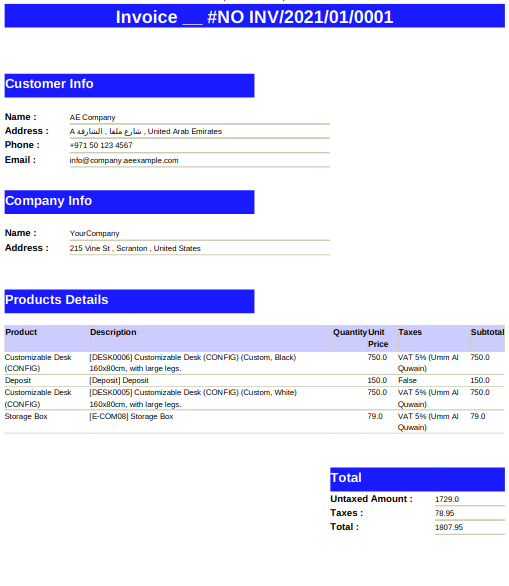 Invoice __ #NO INV/2021/01/0001
Customer Info
Name : AE Company
Address : A شارع ملفا , الشارقة , United Arab Emirates
Phone : +971 50 123 4567
Email : info@company.aeexample.com
Company Info
Name : YourCompany
Address : 215 Vine St , Scranton , United States
Products Details
Product Description Quantity Unit Taxes Subtotal
Price
Customizable Desk [DESK0006] Customizable Desk (CONFIG) (Custom, Black) 750.0 VAT 5% (Umm Al 750.0
(CONFIG) 160x80cm, with large legs. Quwain)
Deposit [Deposit] Deposit 150.0 False 150.0
Customizable Desk [DESK0005] Customizable Desk (CONFIG) (Custom, White) 750.0 VAT 5% (Umm Al 750.0
(CONFIG) 160x80cm, with large legs. Quwain)
Storage Box [E-COM08] Storage Box 79.0 VAT 5% (Umm Al 79.0
Quwain)
Total
Untaxed Amount : 1729.0
Taxes : 78.95
Total : 1807.95